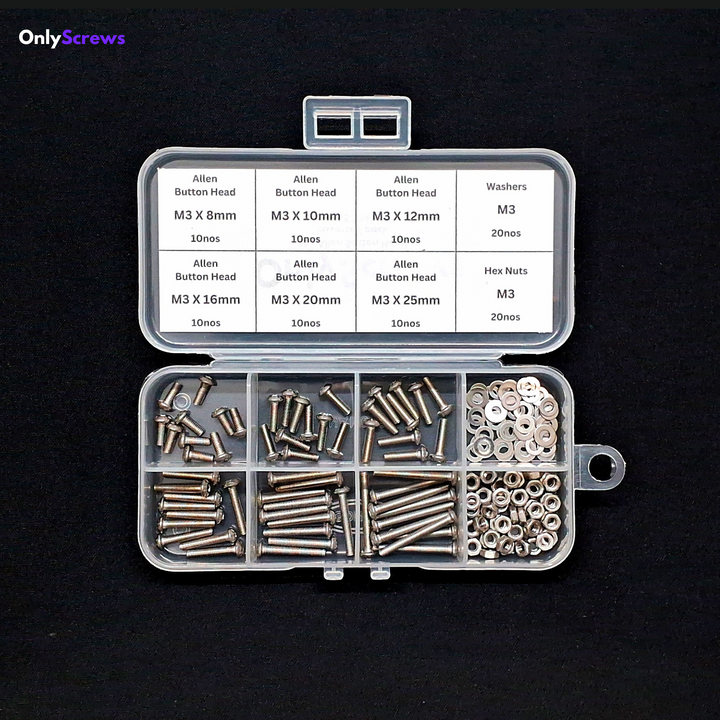 OnlyScrews
Allen
Button Head
M3 X 8mm
10nos
Allen
Button Head
M3 X 10mm
10nos
Allen
Button Head
M3 X 12mm
10nos
Washers
M3
20nos
Allen
Button Head
M3 X 16mm
10nos
Allen
Button Head
M3 X 20mm
10nos
Allen
Button Head
M3 X 25mm
10nos
Hex Nuts
M3
20nos